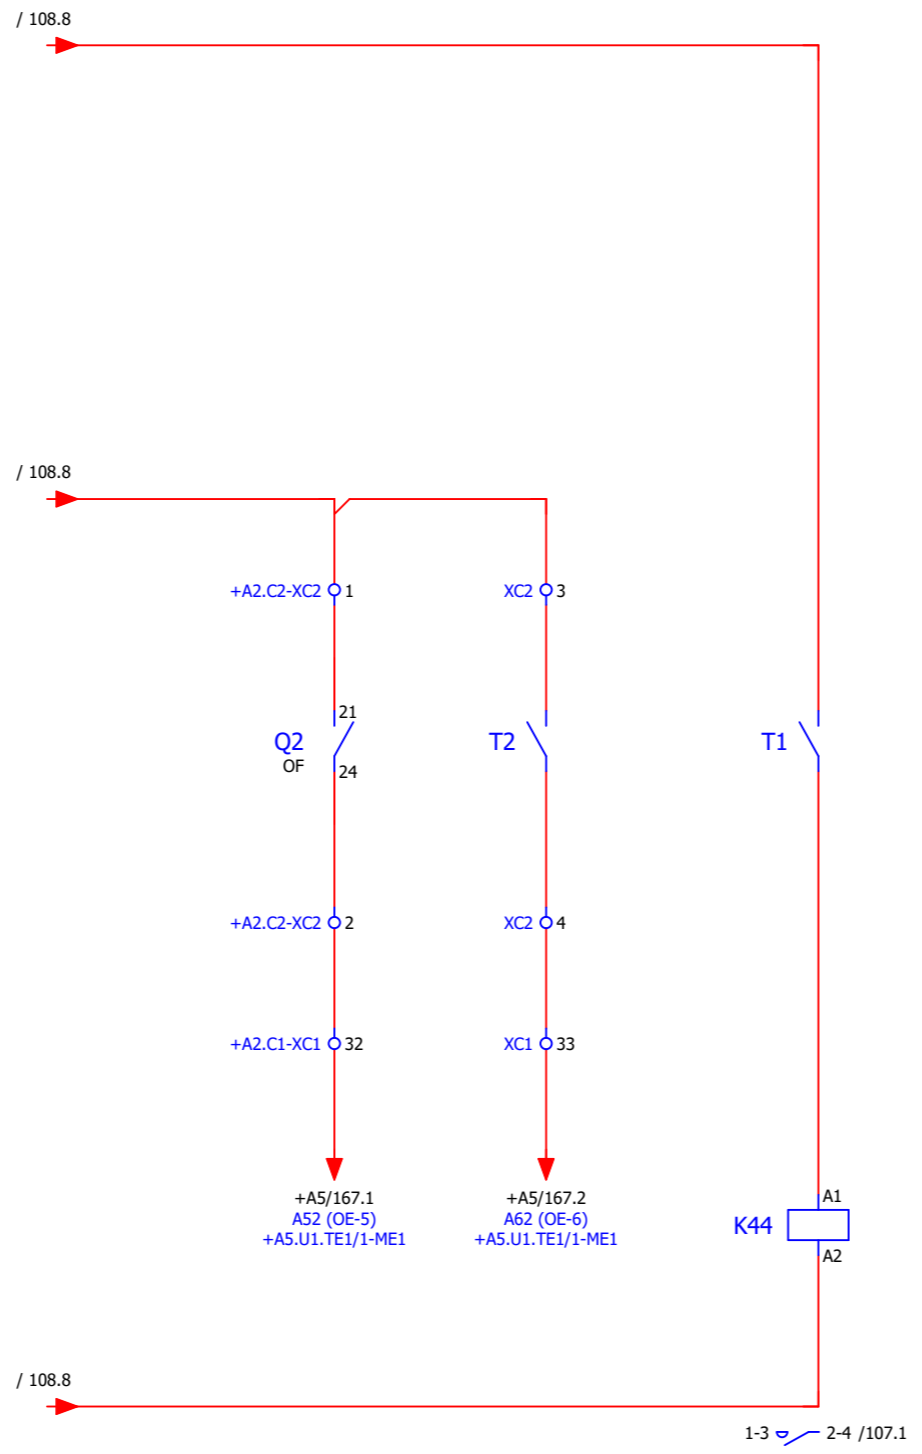 / 108.8
/ 108.8
+A2.C2-XC2 1
XC2 3
21
Q2
OF
24
T2
T1
+A2.C2-XC2 2
XC2 4
+A2.C1-XC1 32
XC1 33
+A5/167.1
A52 (OE-5)
+A5.U1.TE1/1-ME1
+A5/167.2
A62 (OE-6)
+A5.U1.TE1/1-ME1
A1
K44
A2
/ 108.8
1-3 2-4 /107.1